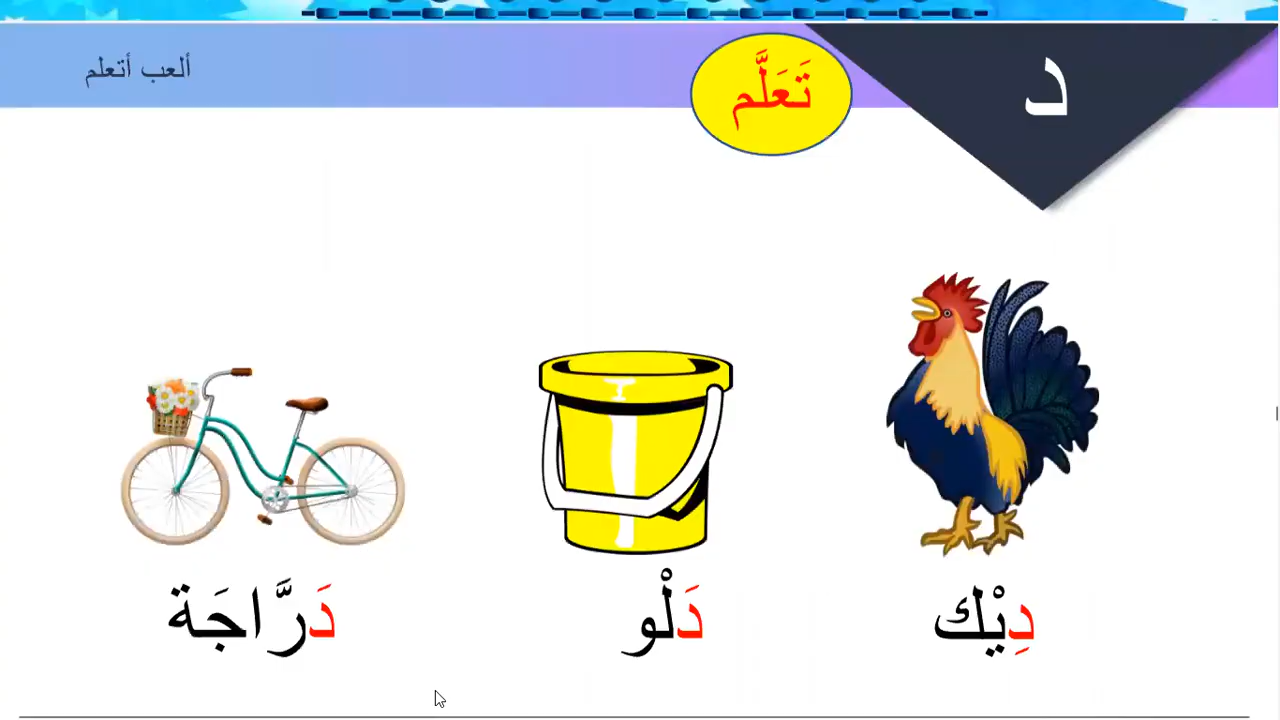 د
تَعَلَّم
ألعب أتعلم
دِيْك
دَلْو
دَرَّاجَة